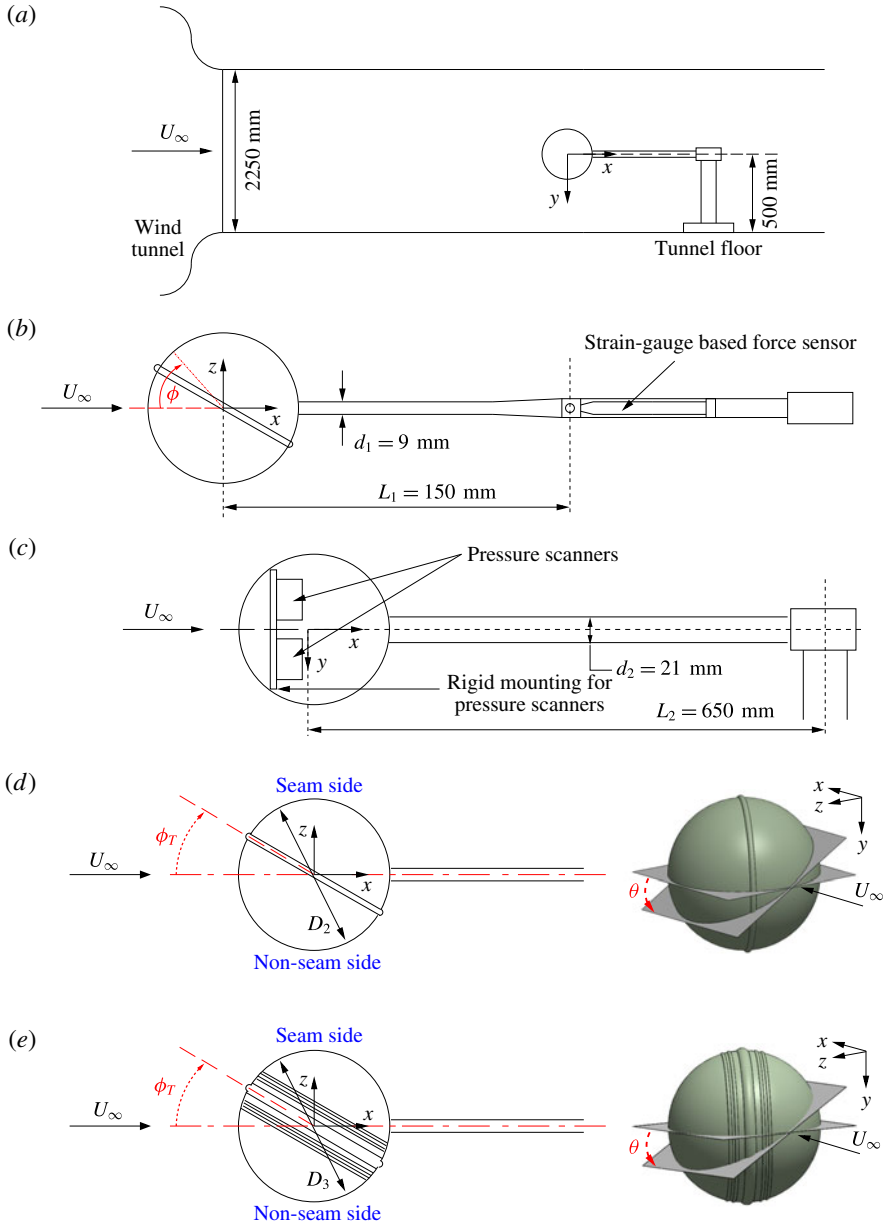 (a)
U∞
2250 mm
x
y
500 mm
Wind
tunnel
Tunnel floor
(b)
Strain-gauge based force sensor
z
U∞
ϕ
x
d1 = 9 mm
L1 = 150 mm
(c)
Pressure scanners
U∞
x
y
d2 = 21 mm
Rigid mounting for
pressure scanners
L2 = 650 mm
(d)
Seam side
x
z
ϕT
z
y
U∞
x
θ
U∞
D2
Non-seam side
(e)
Seam side
x
z
ϕT
z
y
U∞
x
θ
U∞
D3
Non-seam side